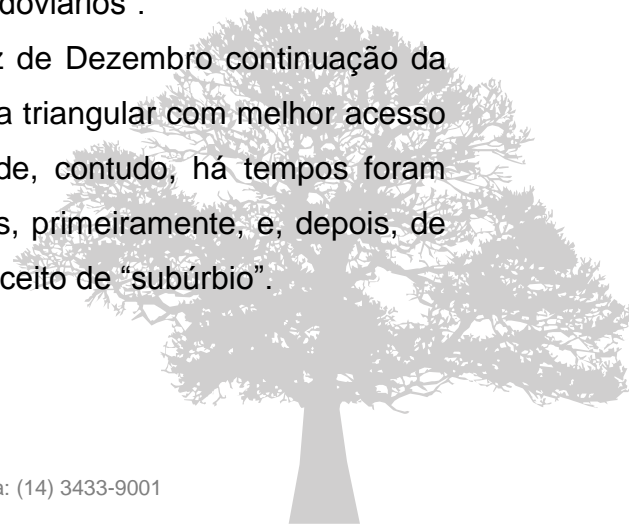 doviários”.
z de Dezembro continuação da
a triangular com melhor acesso
de, contudo, há tempos foram
s, primeiramente, e, depois, de
ceito de “subúrbio”.
a: (14) 3433-9001